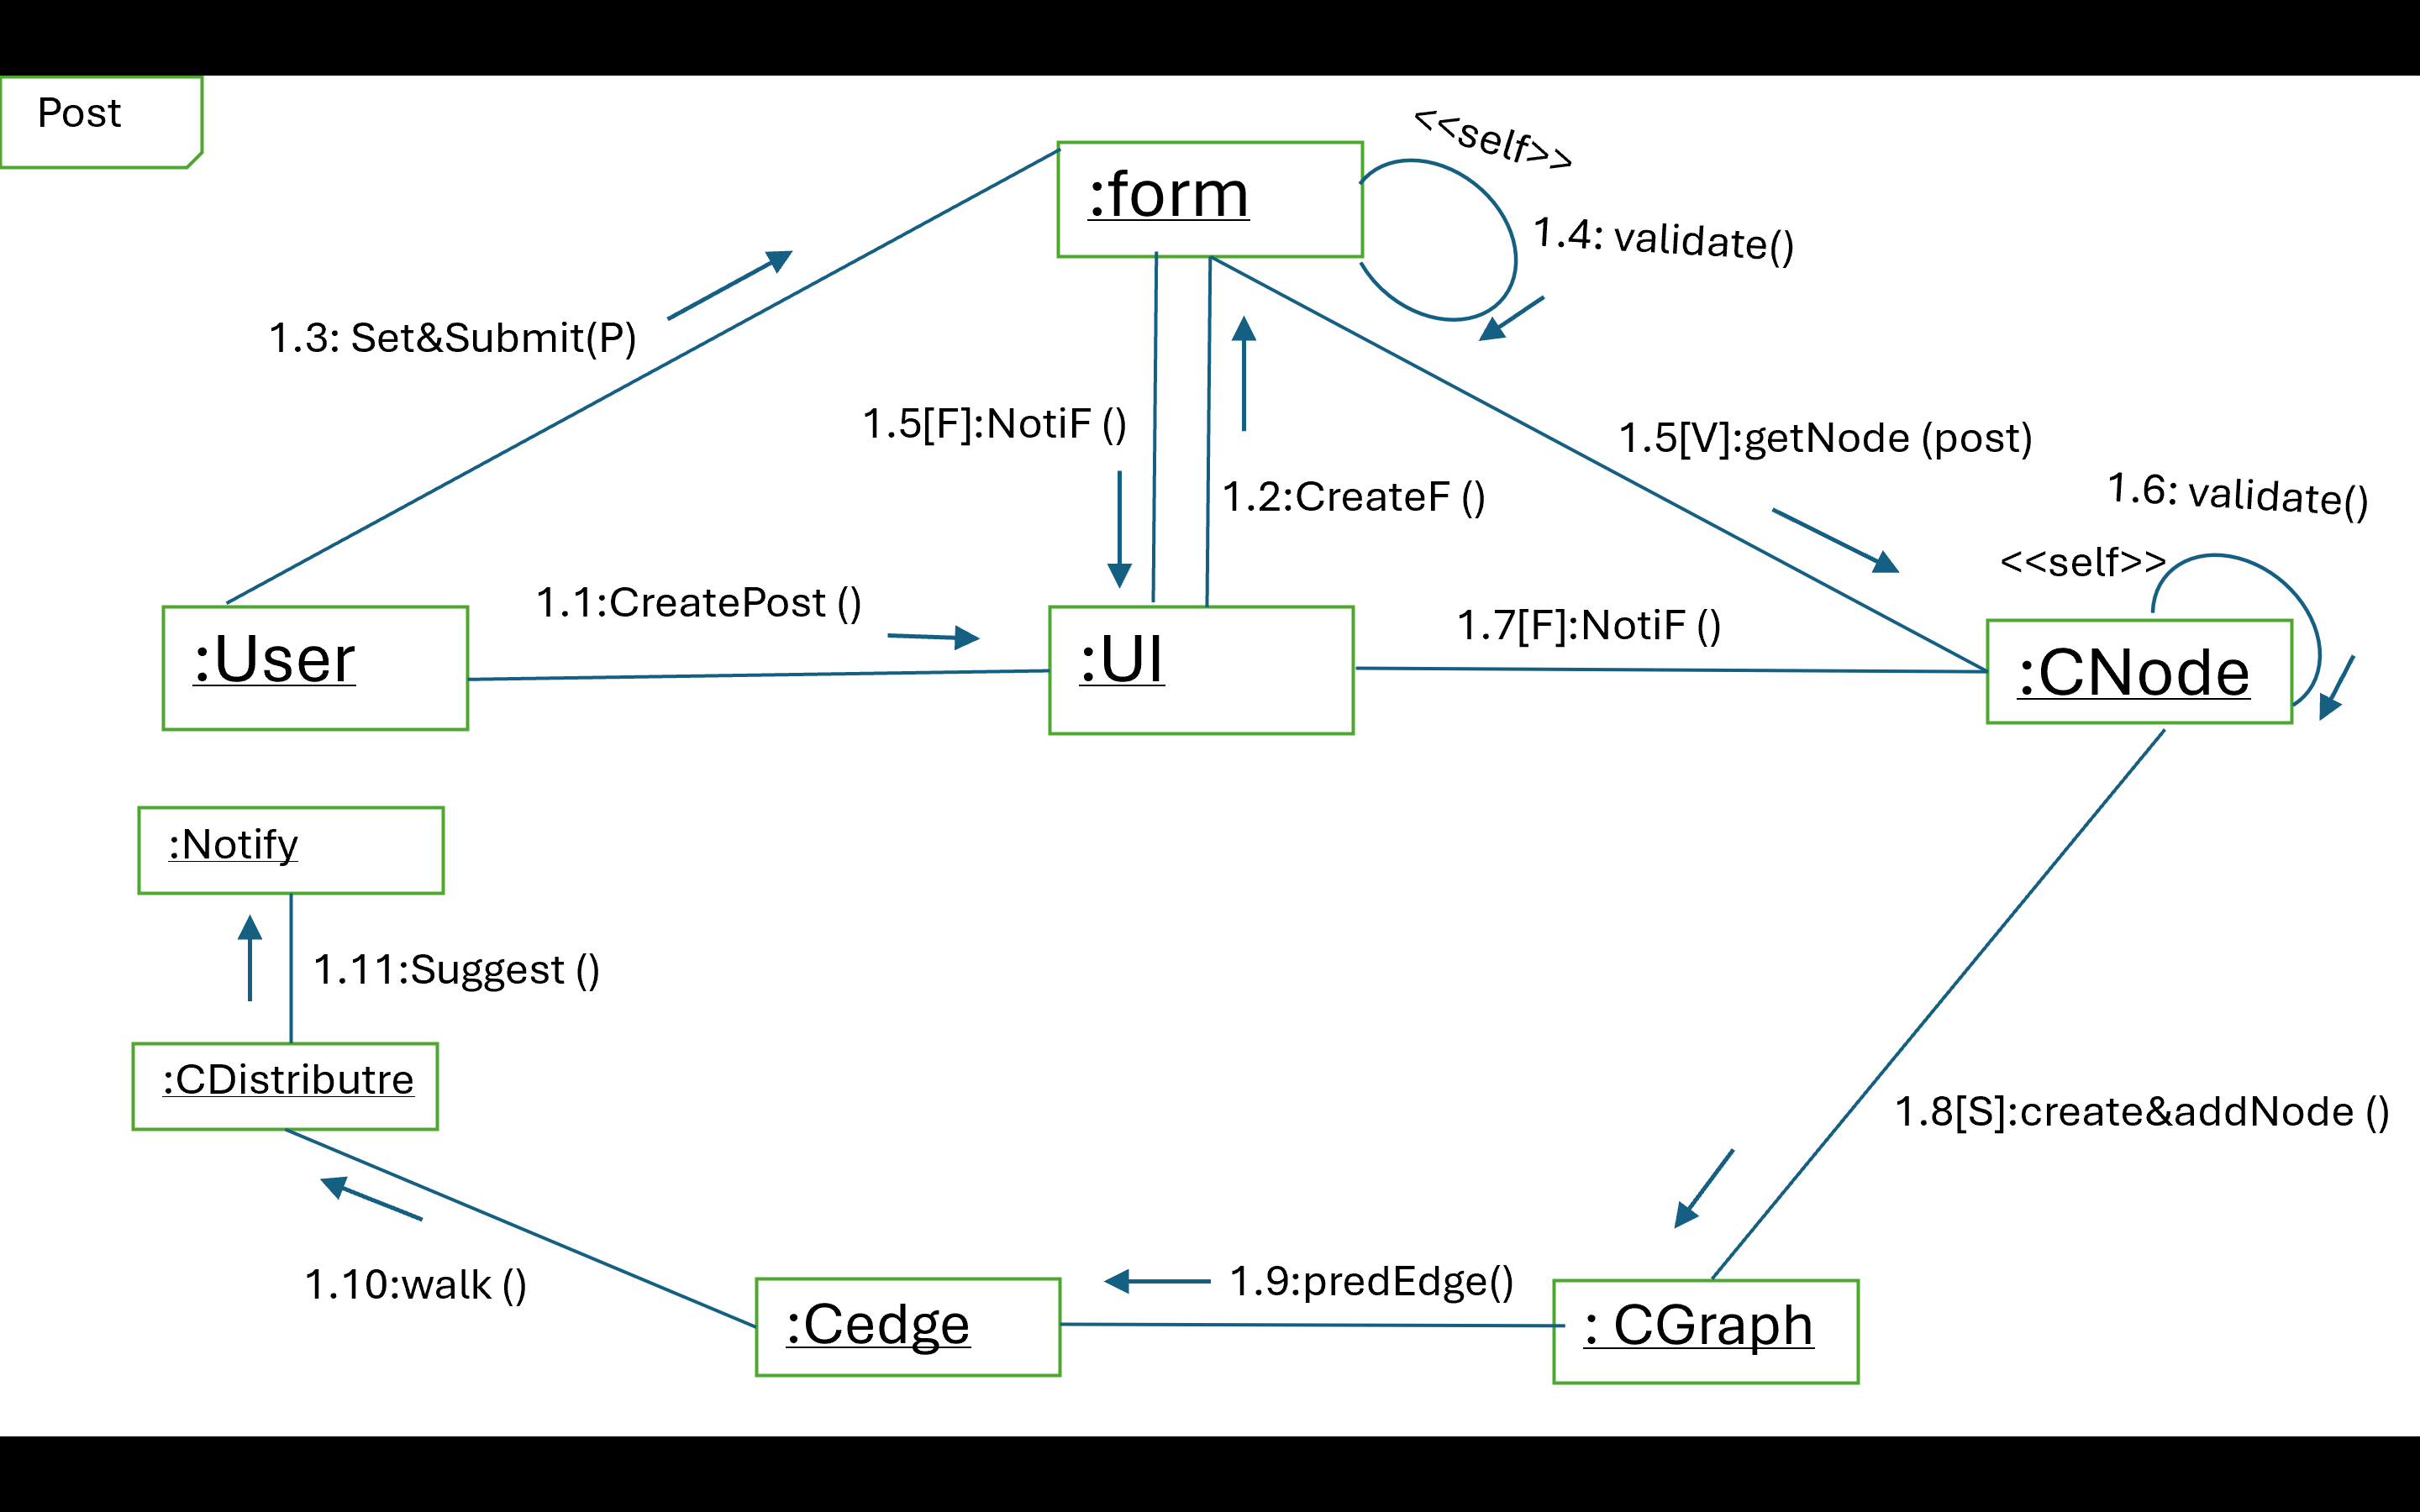 Post
<<self>>
:form
1.4: validate()
1.3: Set&Submit(P)
1.5[F]:NotiF ()
1.5[V]:getNode (post)
1.2:CreateF ()
1.6: validate()
<<self>>
1.1:CreatePost ()
1.7[F]:NotiF ()
:User
:UI
:CNode
:Notify
1.11:Suggest ()
:CDistributre
1.8[S]:create&addNode ()
1.10:walk ()
1.9:predEdge()
:Cedge
: CGraph